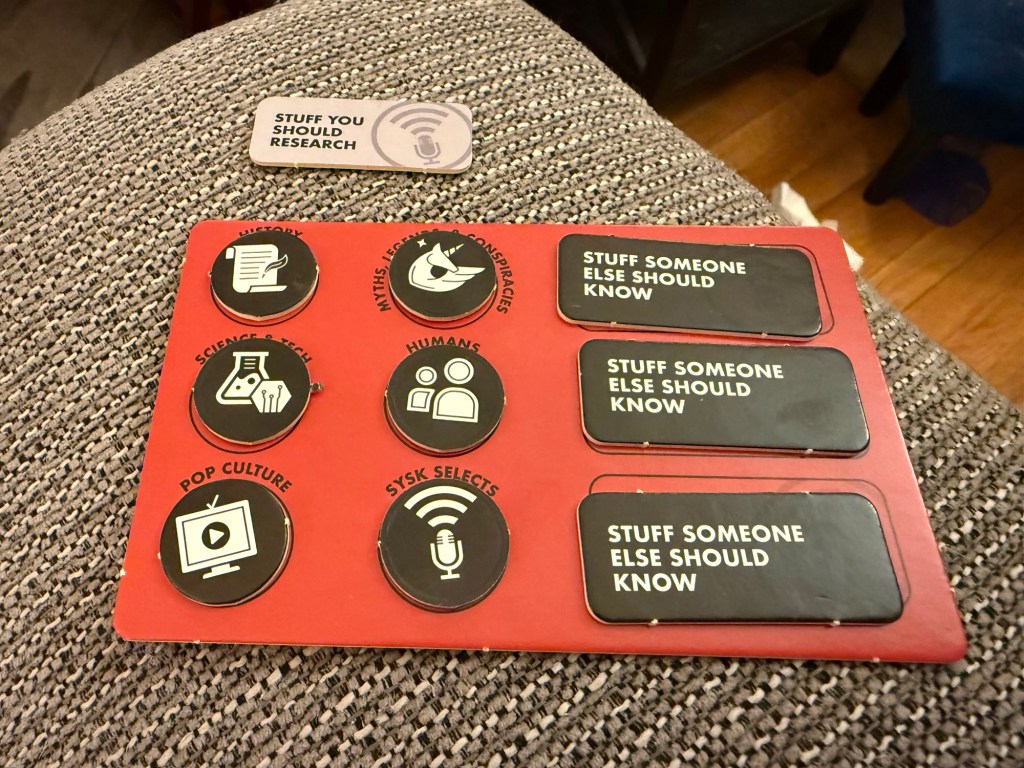 STUFF YOU
SHOULD
RESEARCH
HISTORY
MYTHS, LEGENDS & CONSPIRACIES
STUFF SOMEONE
ELSE SHOULD
KNOW
SCIENCE & TECH
HUMANS
STUFF SOMEONE
ELSE SHOULD
KNOW
POP CULTURE
SYSK SELECTS
STUFF SOMEONE
ELSE SHOULD
KNOW